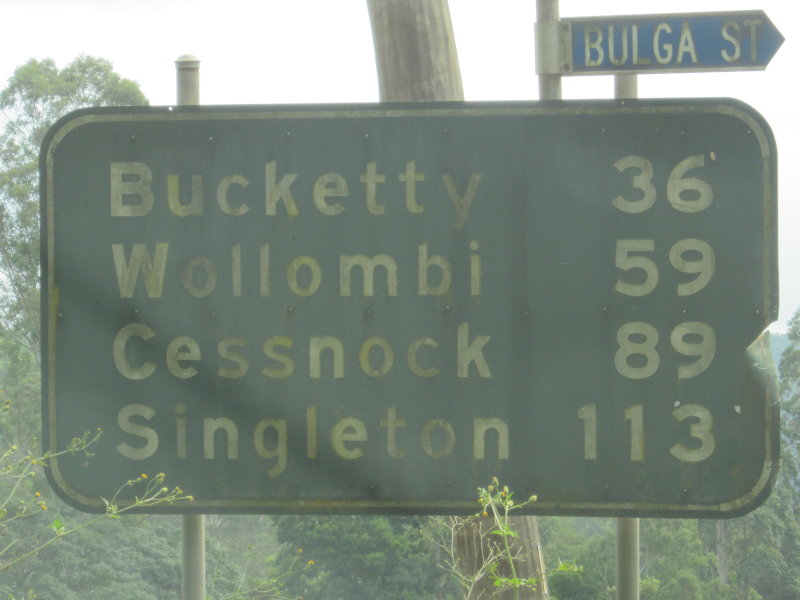 BULGA ST
Bucketty 36
Wollombi 59
Cessnock 89
Singleton 113